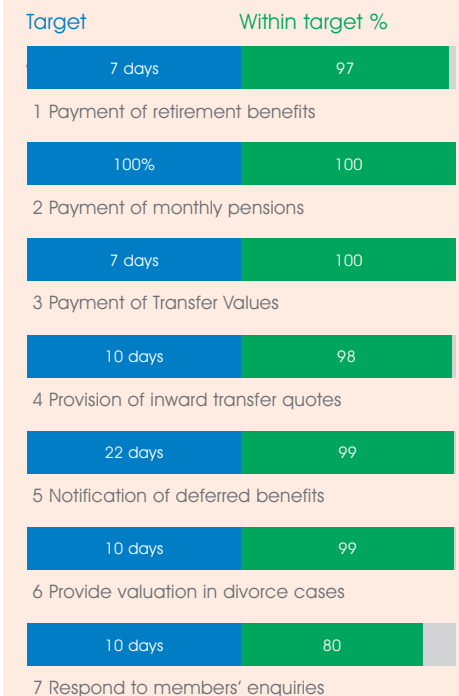 Target Within target %
7 days 97
1 Payment of retirement benefits
100% 100
2 Payment of monthly pensions
7 days 100
3 Payment of Transfer Values
10 days 98
4 Provision of inward transfer quotes
22 days 99
5 Notification of deferred benefits
10 days 99
6 Provide valuation in divorce cases
10 days 80
7 Respond to members' enquiries